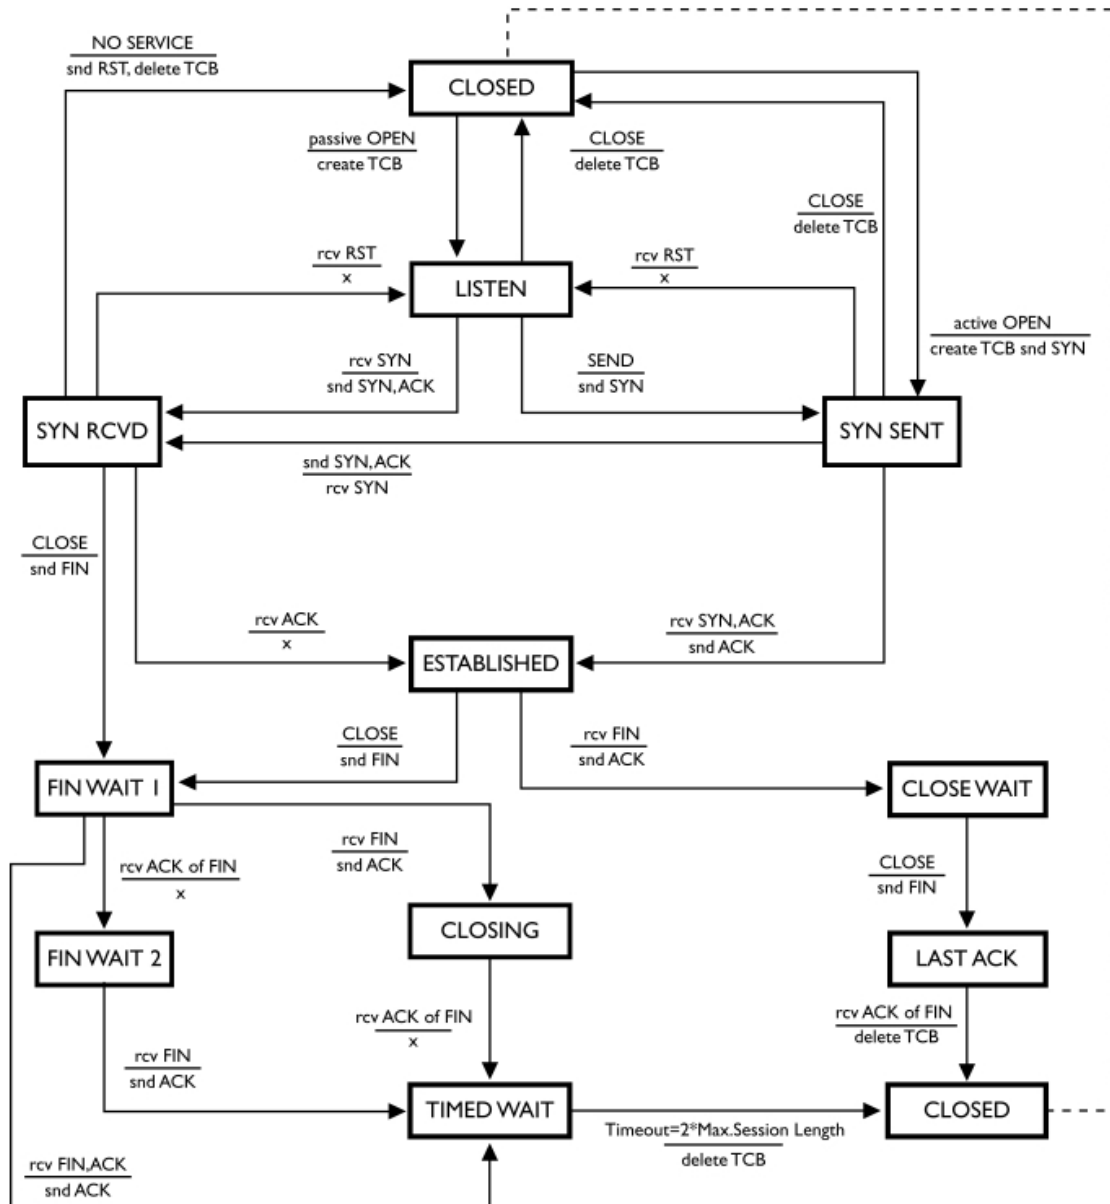 NO SERVICE
snd RST, delete TCB
CLOSED
passive OPEN
create TCB
CLOSE
delete TCB
CLOSE
delete TCB
rcv RST
x
LISTEN
rcv RST
x
active OPEN
create TCB snd SYN
rcv SYN
snd SYN,ACK
SEND
snd SYN
SYN RCVD
SYN SENT
snd SYN,ACK
rcv SYN
CLOSE
snd FIN
rcv ACK
x
ESTABLISHED
rcv SYN,ACK
snd ACK
CLOSE
snd FIN
rcv FIN
snd ACK
FIN WAIT 1
CLOSE WAIT
rcv ACK of FIN
x
rcv FIN
snd ACK
CLOSE
snd FIN
FIN WAIT 2
CLOSING
LAST ACK
rcv FIN
snd ACK
rcv ACK of FIN
x
rcv ACK of FIN
delete TCB
TIMED WAIT
Timeout=2*Max.Session Length
delete TCB
CLOSED
rcv FIN,ACK
snd ACK